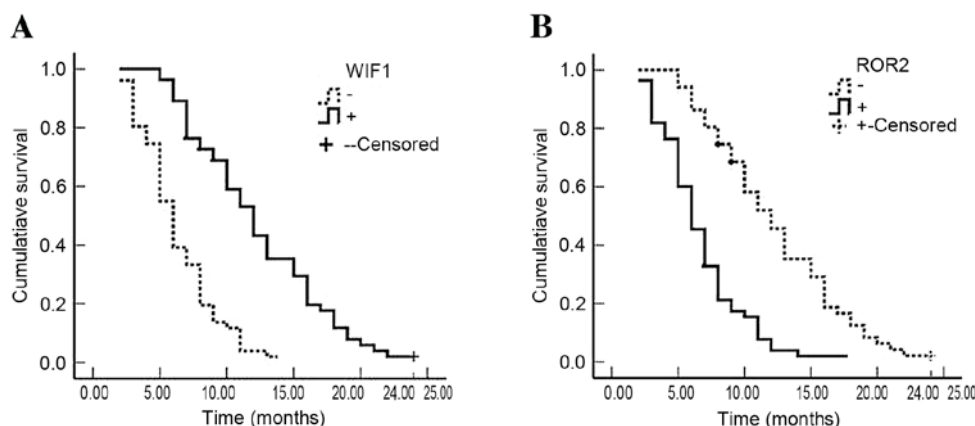 A
WIF1
-
+
--Censored
Cumulatiave survival
1.0
0.8
0.6
0.4
0.2
0.0
0.00 5.00 10.00 15.00 20.00 24.00 25.00
Time (months)
B
ROR2
-
+
+-Censored
Cumulatiave survival
1.0
0.8
0.6
0.4
0.2
0.0
0.00 5.00 10.00 15.00 20.00 24.00 25.00
Time (months)